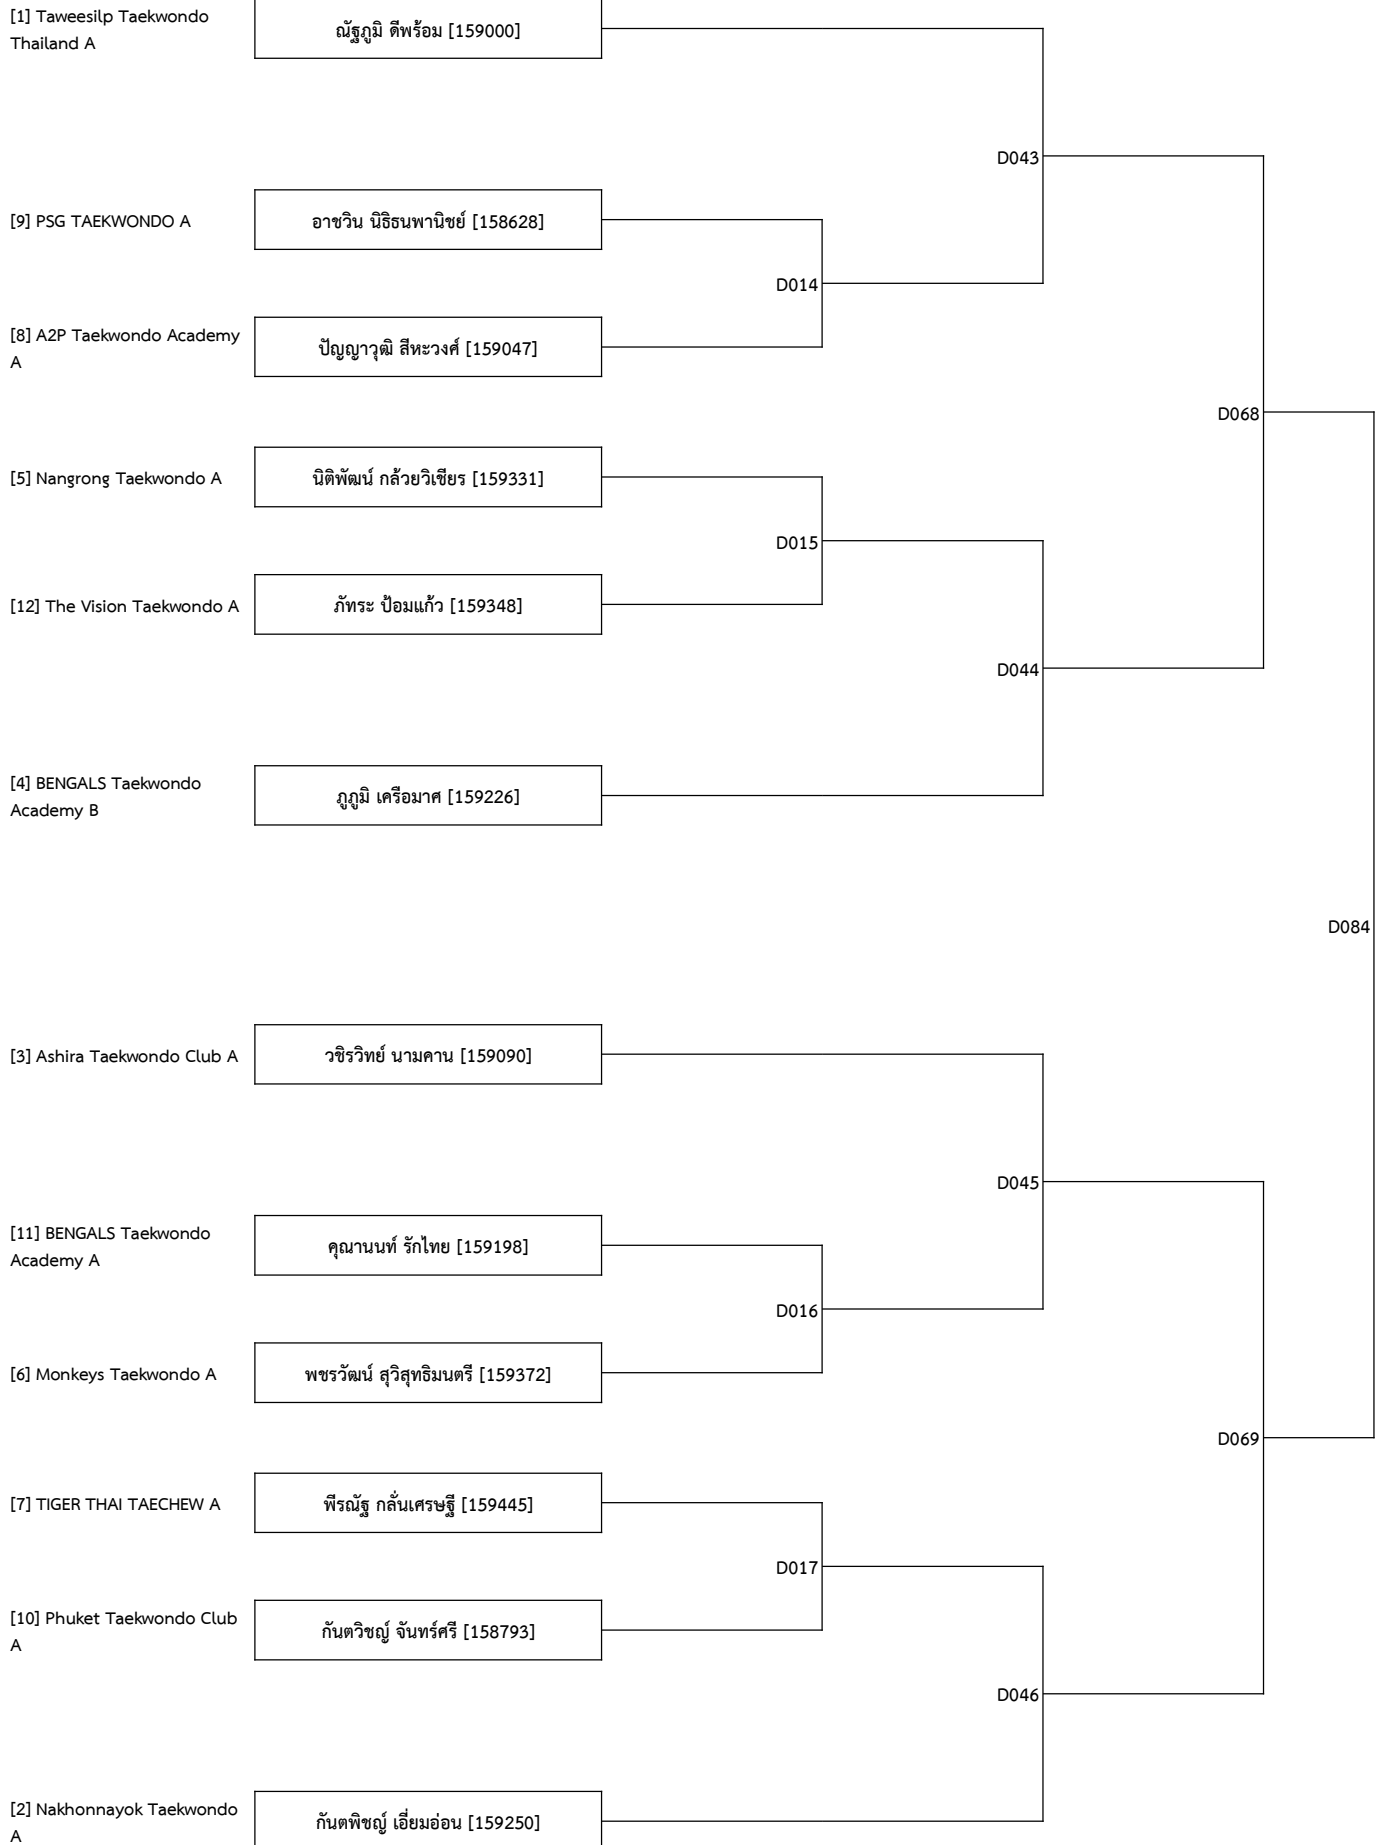 [1] Taweesilp Taekwondo
Thailand A
ณัฐภูมิ ดีพร้อม [159000]
D043
[9] PSG TAEKWONDO A
อาชวิน นิธิธนพานิชย์ [158628]
D014
[8] A2P Taekwondo Academy
A
ปัญญาวุฒิ สีหะวงศ์ [159047]
D068
[5] Nangrong Taekwondo A
นิติพัฒน์ กล้วยวิเชียร [159331]
D015
[12] The Vision Taekwondo A
ภัทระ ป้อมแก้ว [159348]
D044
[4] BENGALS Taekwondo
Academy B
ภูภูมิ เครือมาศ [159226]
D084
[3] Ashira Taekwondo Club A
วชิรวิทย์ นามคาน [159090]
D045
[11] BENGALS Taekwondo
Academy A
คุณานนท์ รักไทย [159198]
D016
[6] Monkeys Taekwondo A
พชรวัฒน์ สุวิสุทธิมนตรี [159372]
D069
[7] TIGER THAI TAECHEW A
พีรณัฐ กลั่นเศรษฐี [159445]
D017
[10] Phuket Taekwondo Club
A
กันตวิชญ์ จันทร์ศรี [158793]
D046
[2] Nakhonnayok Taekwondo
A
กันตพิชญ์ เอี่ยมอ่อน [159250]